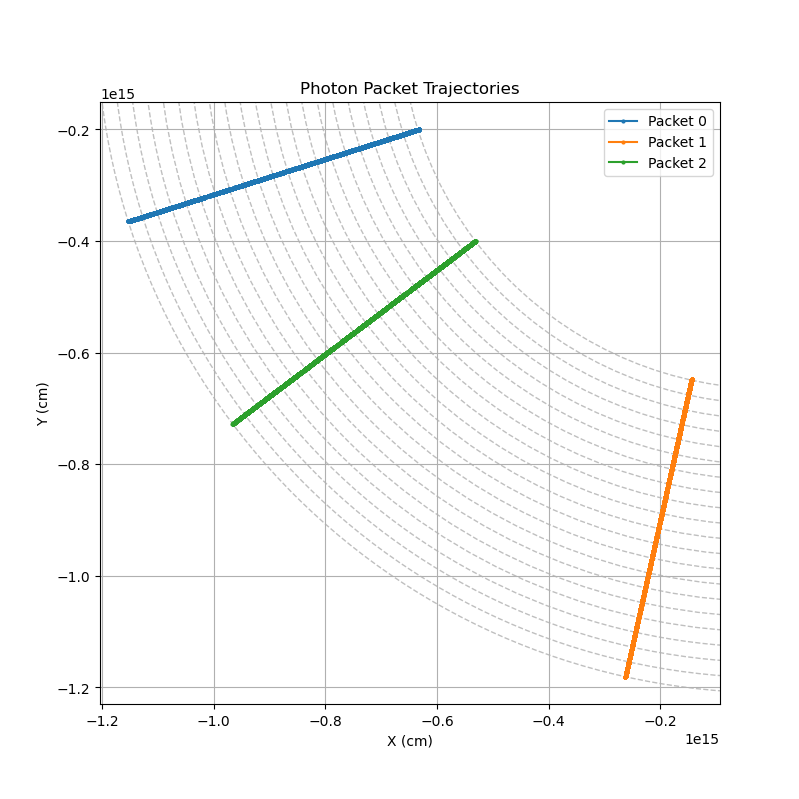 Photon Packet Trajectories
1e15
Packet 0
Packet 1
Packet 2
−0.2
−0.4
−0.6
−0.8
−1.0
−1.2
Y (cm)
−1.2 −1.0 −0.8 −0.6 −0.4 −0.2
X (cm)
1e15